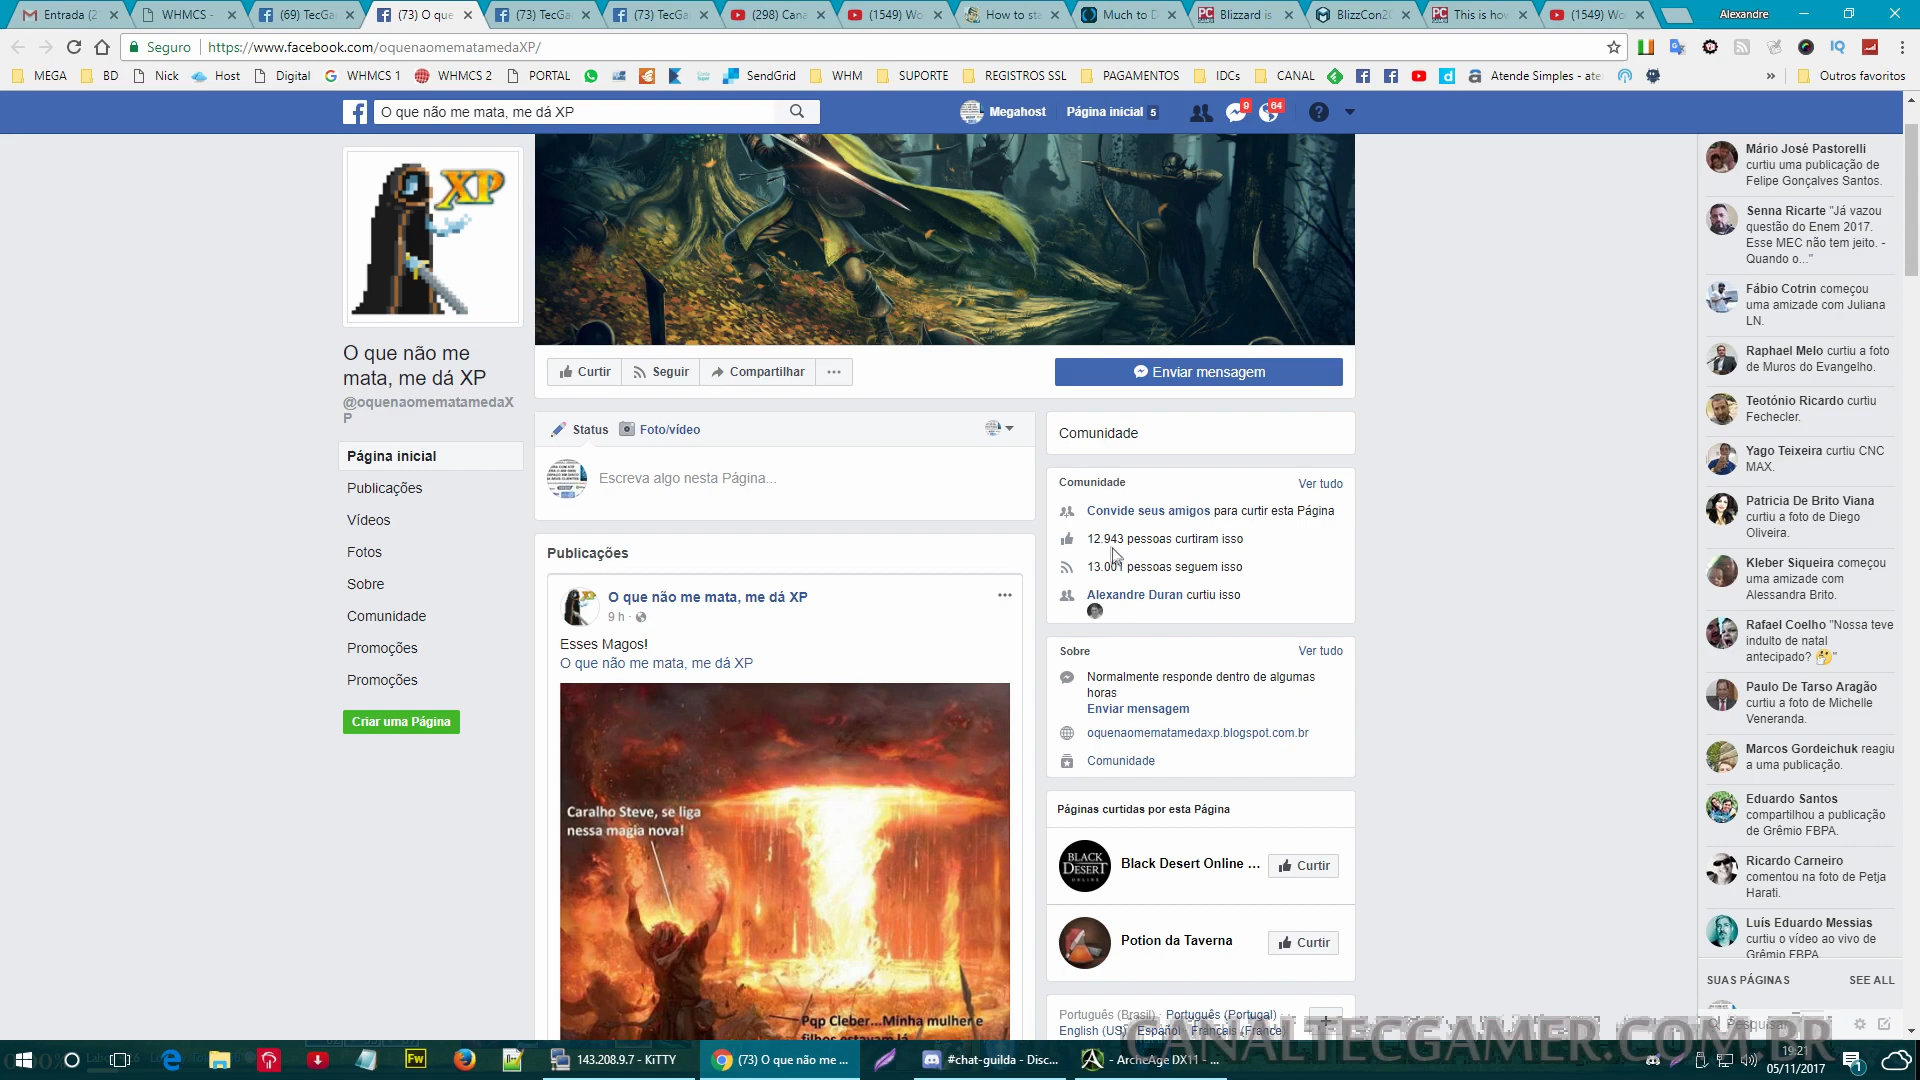 Entrada (2
WHMCS -
(69) TecGa
(73) O que
(73) TecGa
(73) TecGa
(298) Cana
(1549) Wo
How to sta
Much to D
Blizzard is
BlizzCon20
This is how
(1549) Wo
Alexandre
Seguro
https://www.facebook.com/oquenaomematamedaXP/
MEGA
BD
Nick
Host
Digital
WHMCS 1
WHMCS 2
PORTAL
SendGrid
WHM
SUPORTE
REGISTROS SSL
PAGAMENTOS
IDCs
CANAL
Atende Simples - ate
»
Outros favoritos
O que não me mata, me dá XP
Megahost
Página inicial 5
9
64
XP
O que não me
mata, me dá XP
@oquenaomematamedaX
P
Página inicial
Publicações
Vídeos
Fotos
Sobre
Comunidade
Promoções
Promoções
Criar uma Página
Curtir
Seguir
Compartilhar
...
Enviar mensagem
Status
Foto/vídeo
Escreva algo nesta Página...
Publicações
O que não me mata, me dá XP
9 h ·
Esses Magos!
O que não me mata, me dá XP
Caralho Steve, se liga
nessa magia nova!
Pqp Cleber...Minha mulher e
filhos estavam lá
Comunidade
Comunidade
Ver tudo
Convide seus amigos para curtir esta Página
12.943 pessoas curtiram isso
13.001 pessoas seguem isso
Alexandre Duran curtiu isso
Sobre
Ver tudo
Normalmente responde dentro de algumas
horas
Enviar mensagem
oquenaomematamedaxp.blogspot.com.br
Comunidade
Páginas curtidas por esta Página
BLACK
DESERT
ONLINE
Black Desert Online ...
Curtir
Potion da Taverna
Curtir
Português (Brasil) · Português (Portugal) ·
English (US) · Español · Français (France)
Mário José Pastorelli
curtiu uma publicação de
Felipe Gonçalves Santos.
Senna Ricarte "Já vazou
questão do Enem 2017.
Esse MEC não tem jeito. -
Quando o..."
Fábio Cotrin começou
uma amizade com Juliana
LN.
Raphael Melo curtiu a foto
de Muros do Evangelho.
Teotónio Ricardo curtiu
Fechecler.
Yago Teixeira curtiu CNC
MAX.
Patricia De Brito Viana
curtiu a foto de Diego
Oliveira.
Kleber Siqueira começou
uma amizade com
Alessandra Brito.
Rafael Coelho "Nossa teve
indulto de natal
antecipado? 🤔"
Paulo De Tarso Aragão
curtiu a foto de Michelle
Veneranda.
Marcos Gordeichuk reagiu
a uma publicação.
Eduardo Santos
compartilhou a publicação
de Grêmio FBPA.
Ricardo Carneiro
comentou na foto de Petja
Harati.
Luís Eduardo Messias
curtiu o vídeo ao vivo de
Grêmio FBPA.
SUAS PÁGINAS
SEE ALL
Pesquisar
CANALTECGAMER.COM.BR
Fw
143.208.9.7 - KiTTY
(73) O que não me ...
#chat-guilda - Disc...
- ArcheAge DX11 - ...
19:21
05/11/2017
1